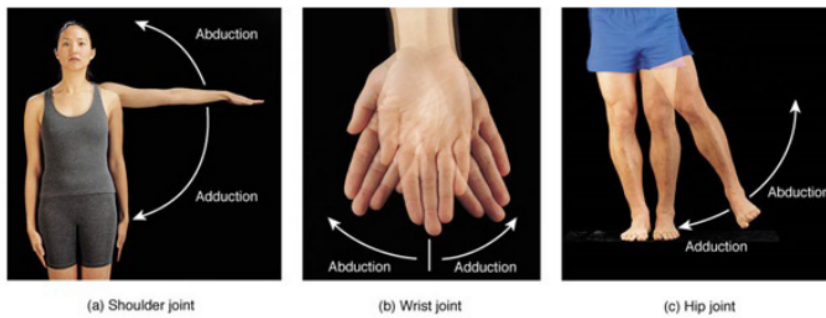 Abduction
Adduction
(a) Shoulder joint
Abduction
Adduction
(b) Wrist joint
Abduction
Adduction
(c) Hip joint